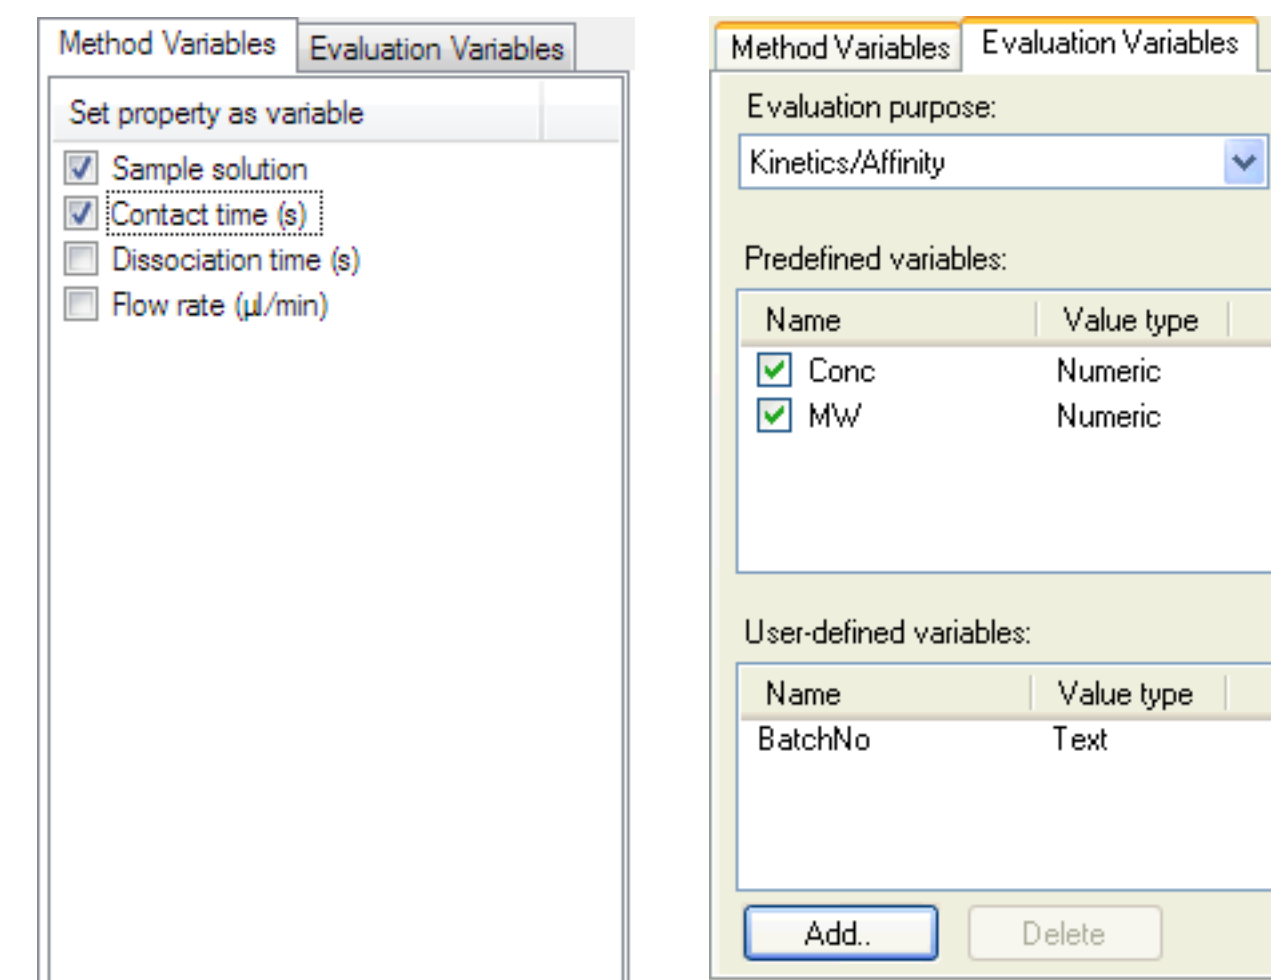 Method Variables
Evaluation Variables
Set property as variable
Sample solution
Contact time (s)
Dissociation time (s)
Flow rate (µl/min)
Method Variables
Evaluation Variables
Evaluation purpose:
Kinetics/Affinity
Predefined variables:
Name Value type
Conc Numeric
MW Numeric
User-defined variables:
Name Value type
BatchNo Text
Add.. Delete